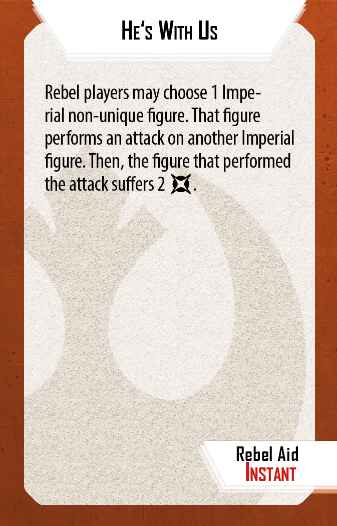 He's With Us
Rebel players may choose 1 Impe-
rial non-unique figure. That figure
performs an attack on another Imperial
figure. Then, the figure that performed
the attack suffers 2 .
Rebel Aid
Instant